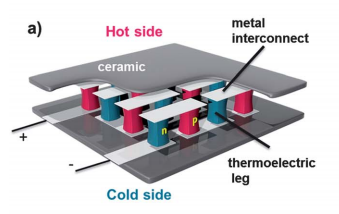 a)
Hot side
metal
interconnect
ceramic
n
p
+
-
thermoelectric
leg
Cold side